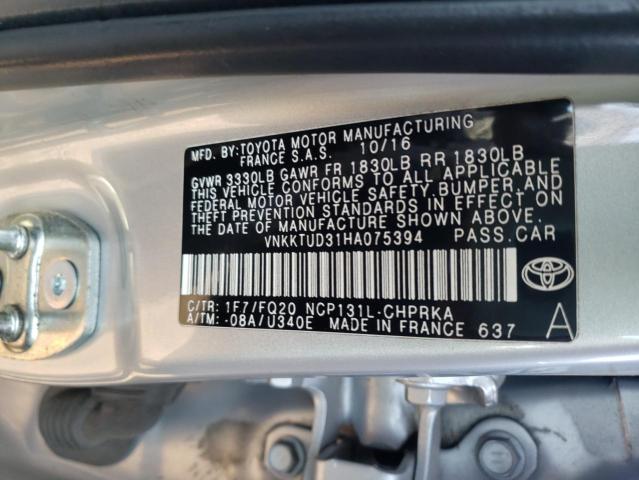 MFD. BY: TOYOTA MOTOR MANUFACTURING
FRANCE S.A.S. 10/16
GVWR 3330LB GAWR FR 1830LB RR 1830LB
THIS VEHICLE CONFORMS TO ALL APPLICABLE
FEDERAL MOTOR VEHICLE SAFETY, BUMPER, AND
THEFT PREVENTION STANDARDS IN EFFECT ON
THE DATE OF MANUFACTURE SHOWN ABOVE.
VNKKTUD31HA075394 PASS.CAR
C/TR: 1F7/FQ20 NCP131L-CHPRKA
A/TM: -08A/U340E MADE IN FRANCE 637
A